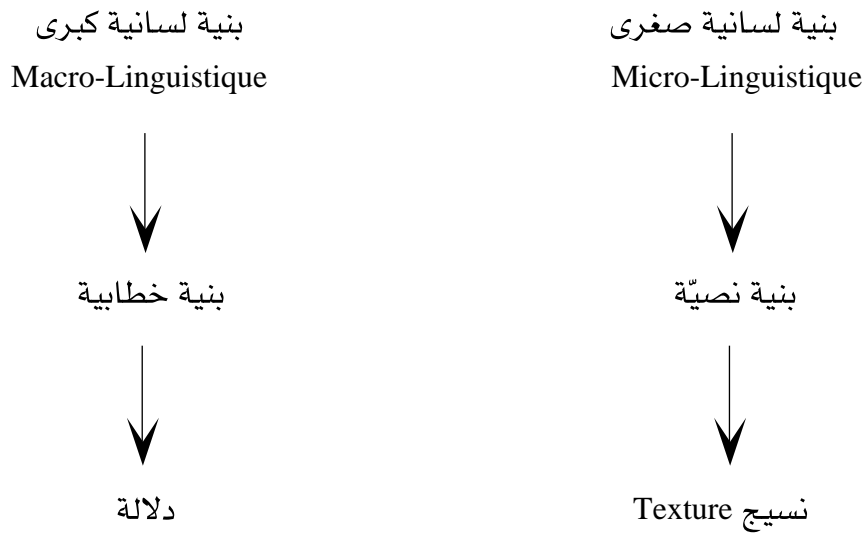 بنية لسانية صغرى
Micro-Linguistique
بنية نصيّة
نسيج Texture
بنية لسانية كبرى
Macro-Linguistique
بنية خطابية
دلالة